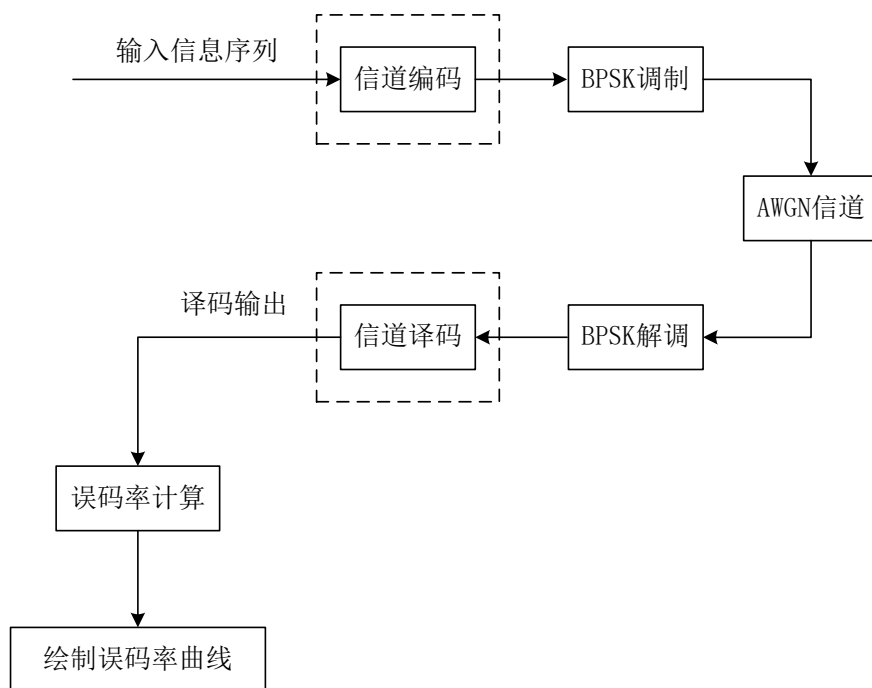 输入信息序列
信道编码
BPSK调制
AWGN信道
译码输出
信道译码
BPSK解调
误码率计算
绘制误码率曲线